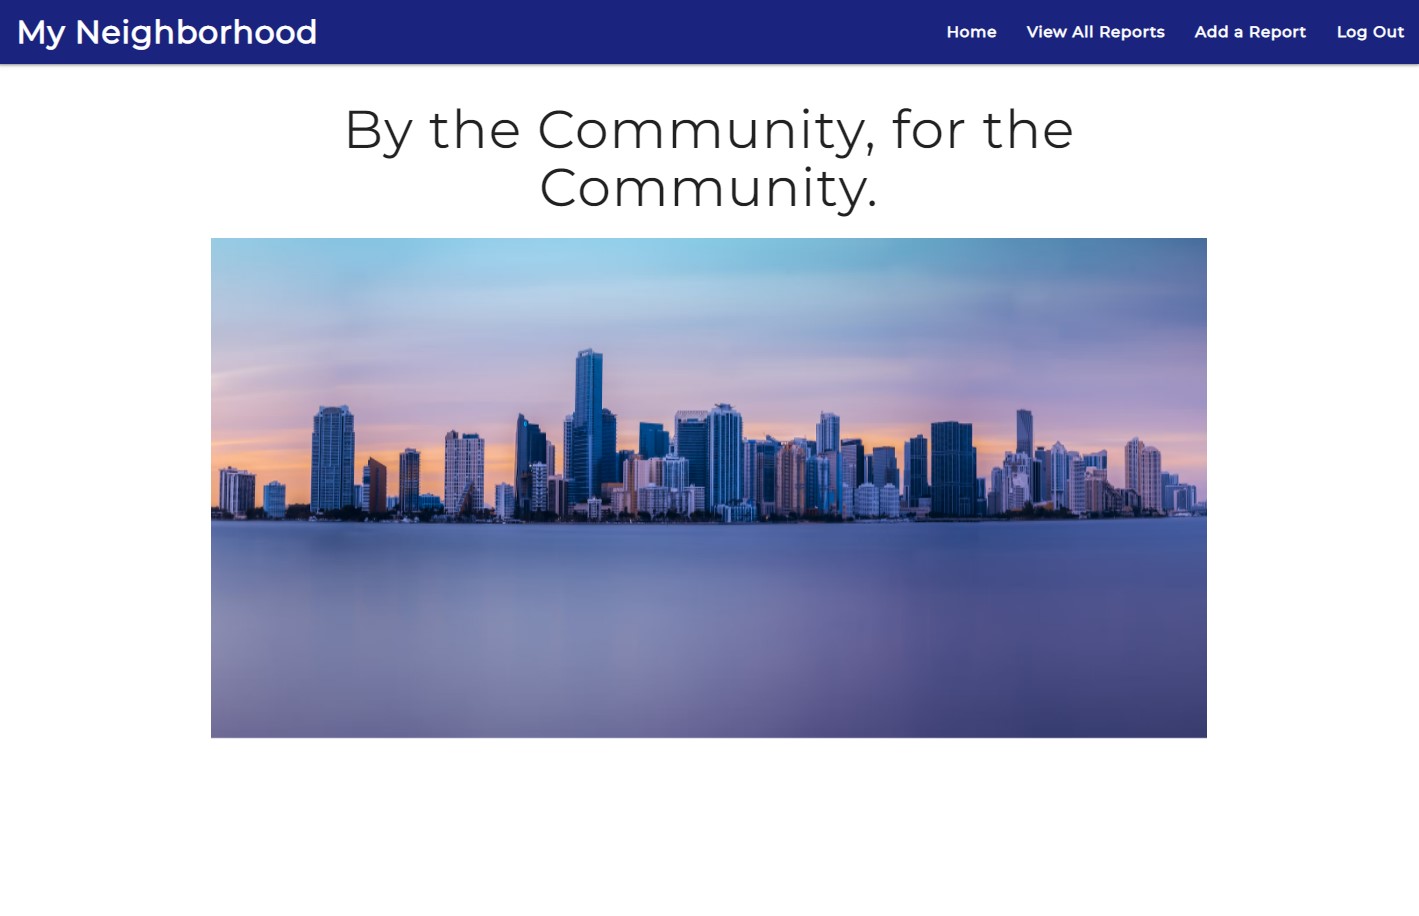 My Neighborhood
Home View All Reports Add a Report Log Out
By the Community, for the
Community.